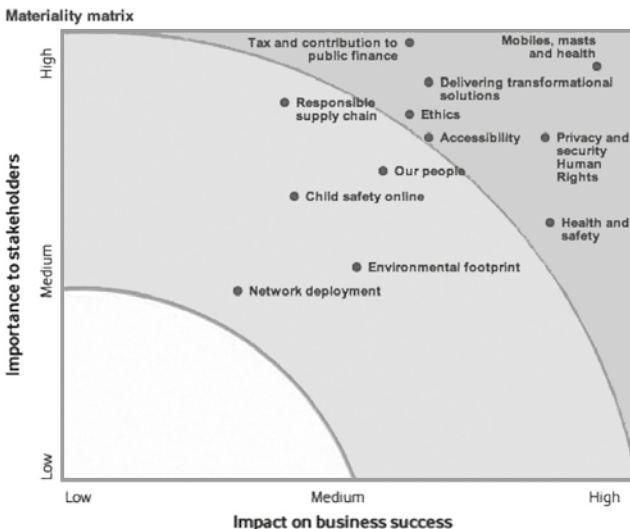 Materiality matrix
Importance to stakeholders
High
Medium
Low
Tax and contribution to
public finance
Mobiles, masts
and health
Delivering transformational
solutions
Responsible
supply chain
Ethics
Accessibility
Privacy and
security
Human
Rights
Our people
Child safety online
Health and
safety
Environmental footprint
Network deployment
Low
Medium
High
Impact on business success